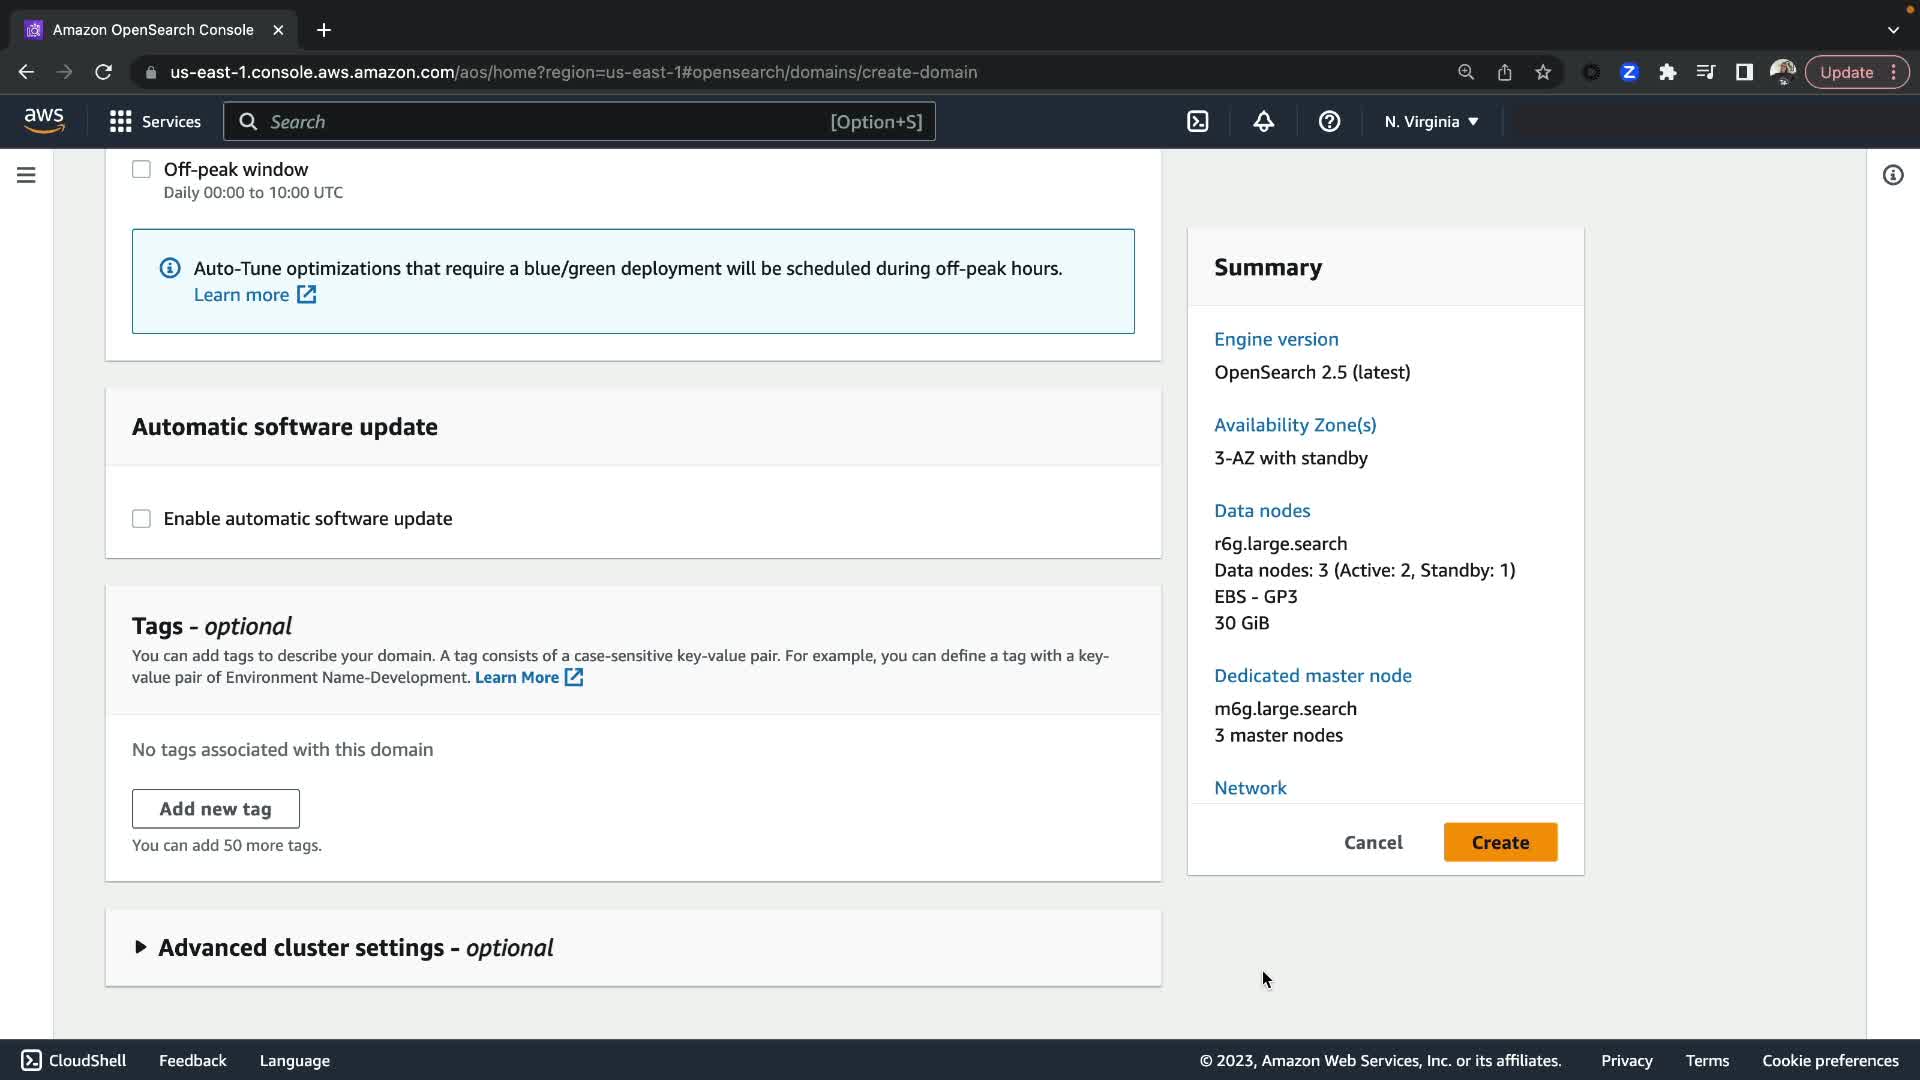 Amazon OpenSearch Console
us-east-1.console.aws.amazon.com/aos/home?region=us-east-1#opensearch/domains/create-domain
Z
Update
aws
Services
Search
[Option+S]
N. Virginia
Off-peak window
Daily 00:00 to 10:00 UTC
Auto-Tune optimizations that require a blue/green deployment will be scheduled during off-peak hours.
Learn more
Automatic software update
Enable automatic software update
Tags - optional
You can add tags to describe your domain. A tag consists of a case-sensitive key-value pair. For example, you can define a tag with a key-
value pair of Environment Name-Development. Learn More
No tags associated with this domain
Add new tag
You can add 50 more tags.
Advanced cluster settings - optional
Summary
Engine version
OpenSearch 2.5 (latest)
Availability Zone(s)
3-AZ with standby
Data nodes
r6g.large.search
Data nodes: 3 (Active: 2, Standby: 1)
EBS - GP3
30 GiB
Dedicated master node
m6g.large.search
3 master nodes
Network
Cancel
Create
CloudShell
Feedback
Language
© 2023, Amazon Web Services, Inc. or its affiliates.
Privacy
Terms
Cookie preferences